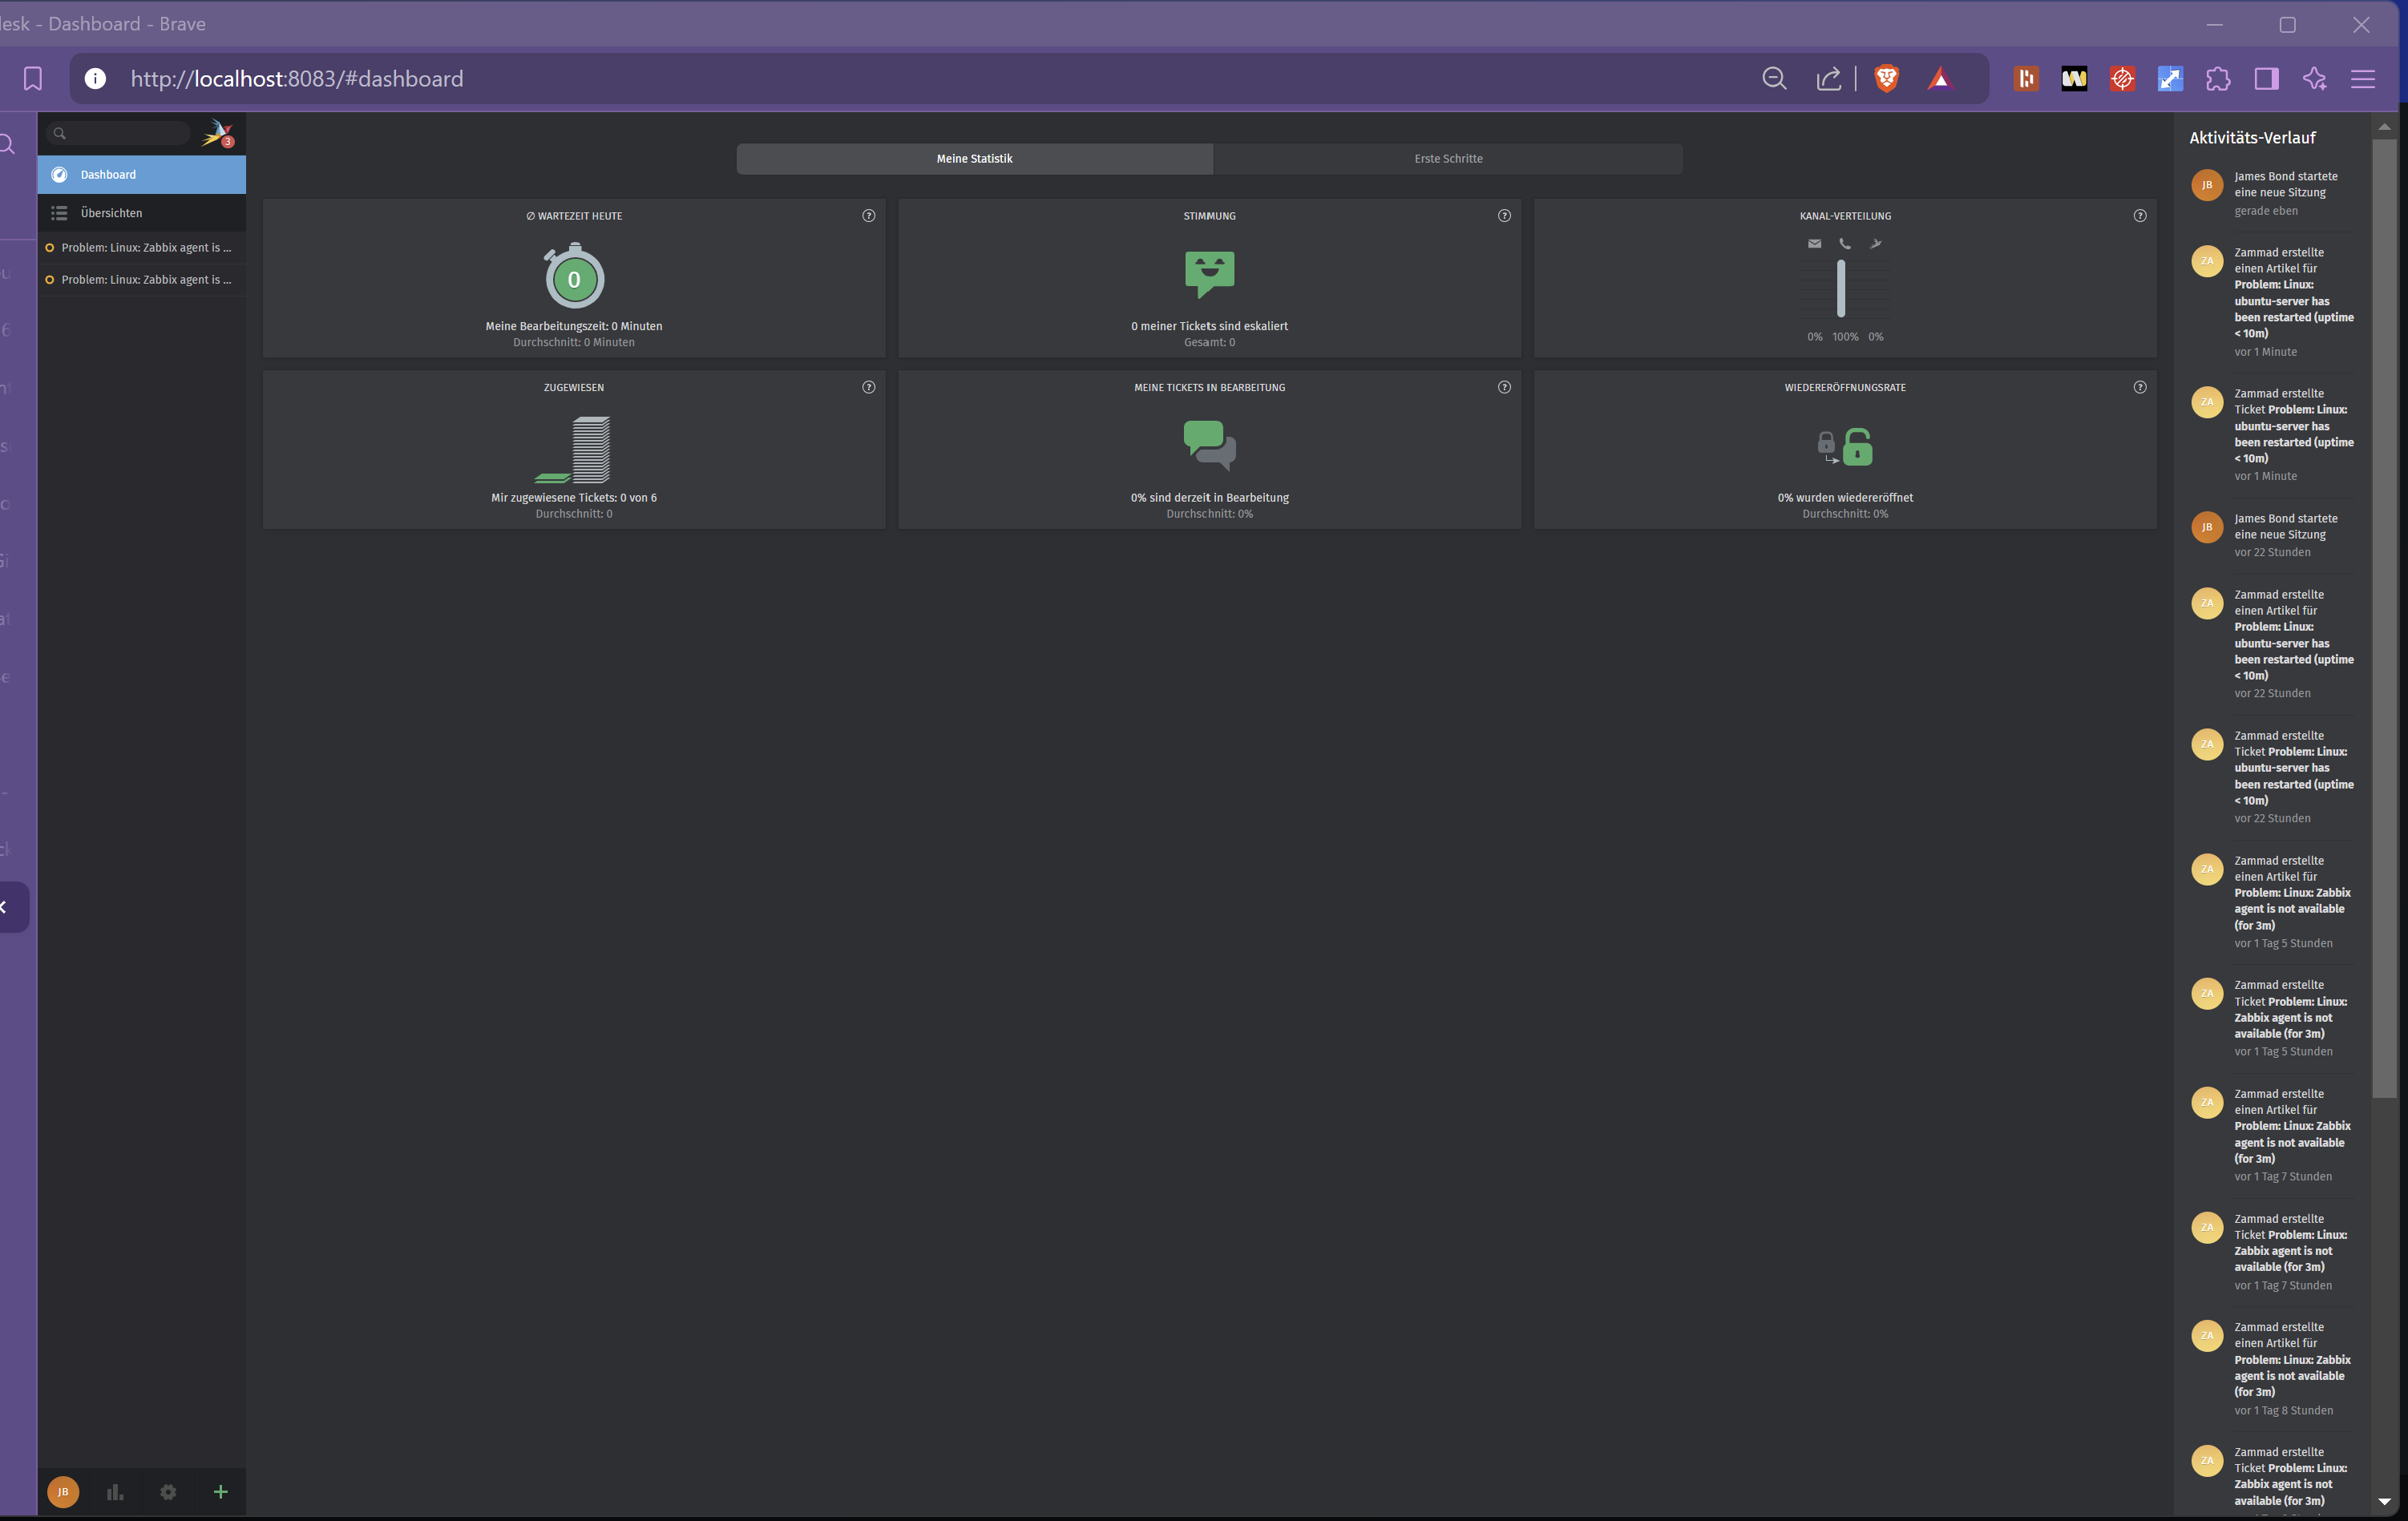 desk - Dashboard - Brave
http://localhost:8083/#dashboard
3
Dashboard
Übersichten
Problem: Linux: Zabbix agent is ...
Problem: Linux: Zabbix agent is ...
JB
Meine Statistik
Erste Schritte
∅ WARTEZEIT HEUTE
0
Meine Bearbeitungszeit: 0 Minuten
Durchschnitt: 0 Minuten
STIMMUNG
0 meiner Tickets sind eskaliert
Gesamt: 0
KANAL-VERTEILUNG
0% 100% 0%
ZUGEWIESEN
Mir zugewiesene Tickets: 0 von 6
Durchschnitt: 0
MEINE TICKETS IN BEARBEITUNG
0% sind derzeit in Bearbeitung
Durchschnitt: 0%
WIEDERERÖFFNUNGSRATE
0% wurden wiedereröffnet
Durchschnitt: 0%
Aktivitäts-Verlauf
JB
James Bond startete
eine neue Sitzung
gerade eben
ZA
Zammad erstellte
einen Artikel für
Problem: Linux:
ubuntu-server has
been restarted (uptime
< 10m)
vor 1 Minute
ZA
Zammad erstellte
Ticket Problem: Linux:
ubuntu-server has
been restarted (uptime
< 10m)
vor 1 Minute
JB
James Bond startete
eine neue Sitzung
vor 22 Stunden
ZA
Zammad erstellte
einen Artikel für
Problem: Linux:
ubuntu-server has
been restarted (uptime
< 10m)
vor 22 Stunden
ZA
Zammad erstellte
Ticket Problem: Linux:
ubuntu-server has
been restarted (uptime
< 10m)
vor 22 Stunden
ZA
Zammad erstellte
einen Artikel für
Problem: Linux: Zabbix
agent is not available
(for 3m)
vor 1 Tag 5 Stunden
ZA
Zammad erstellte
Ticket Problem: Linux:
Zabbix agent is not
available (for 3m)
vor 1 Tag 5 Stunden
ZA
Zammad erstellte
einen Artikel für
Problem: Linux: Zabbix
agent is not available
(for 3m)
vor 1 Tag 7 Stunden
ZA
Zammad erstellte
Ticket Problem: Linux:
Zabbix agent is not
available (for 3m)
vor 1 Tag 7 Stunden
ZA
Zammad erstellte
einen Artikel für
Problem: Linux: Zabbix
agent is not available
(for 3m)
vor 1 Tag 8 Stunden
ZA
Zammad erstellte
Ticket Problem: Linux:
Zabbix agent is not
available (for 3m)